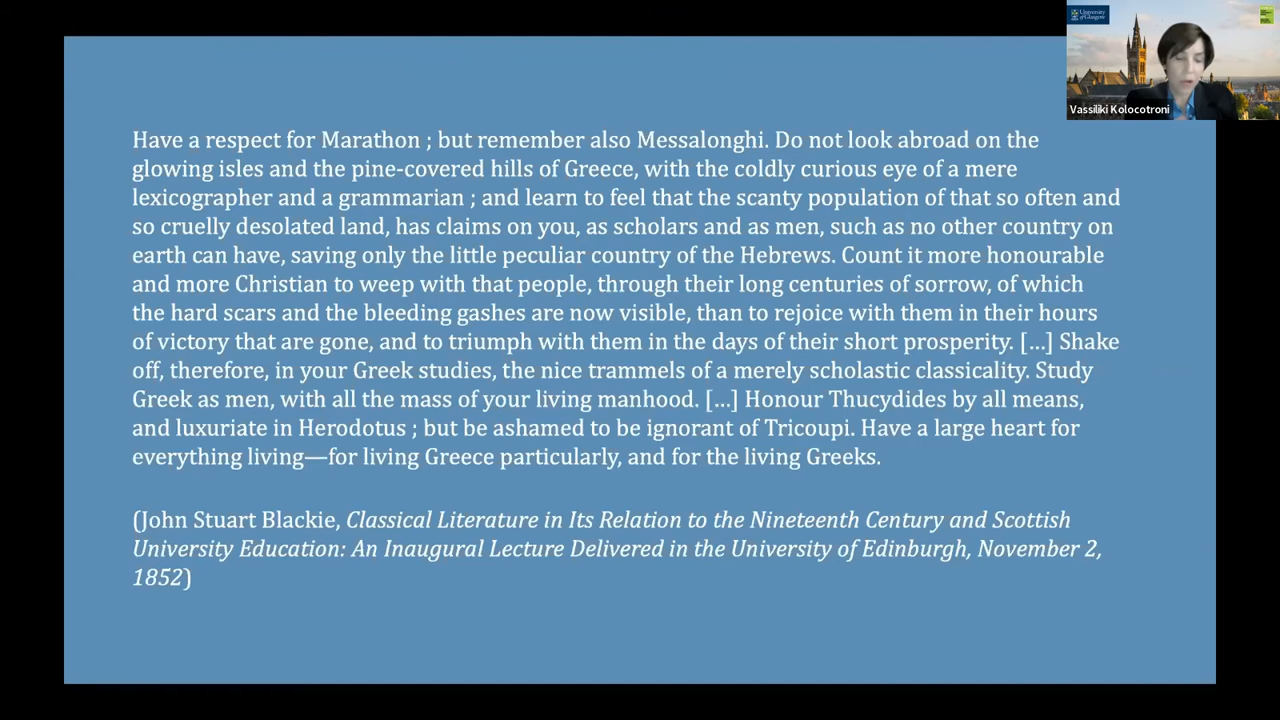 University
of Glasgow
Vassiliki Kolocotroni
Have a respect for Marathon ; but remember also Messalonghi. Do not look abroad on the
glowing isles and the pine-covered hills of Greece, with the coldly curious eye of a mere
lexicographer and a grammarian ; and learn to feel that the scanty population of that so often and
so cruelly desolated land, has claims on you, as scholars and as men, such as no other country on
earth can have, saving only the little peculiar country of the Hebrews. Count it more honourable
and more Christian to weep with that people, through their long centuries of sorrow, of which
the hard scars and the bleeding gashes are now visible, than to rejoice with them in their hours
of victory that are gone, and to triumph with them in the days of their short prosperity. [...] Shake
off, therefore, in your Greek studies, the nice trammels of a merely scholastic classicality. Study
Greek as men, with all the mass of your living manhood. [...] Honour Thucydides by all means,
and luxuriate in Herodotus ; but be ashamed to be ignorant of Tricoupi. Have a large heart for
everything living—for living Greece particularly, and for the living Greeks.
(John Stuart Blackie, Classical Literature in Its Relation to the Nineteenth Century and Scottish
University Education: An Inaugural Lecture Delivered in the University of Edinburgh, November 2,
1852)